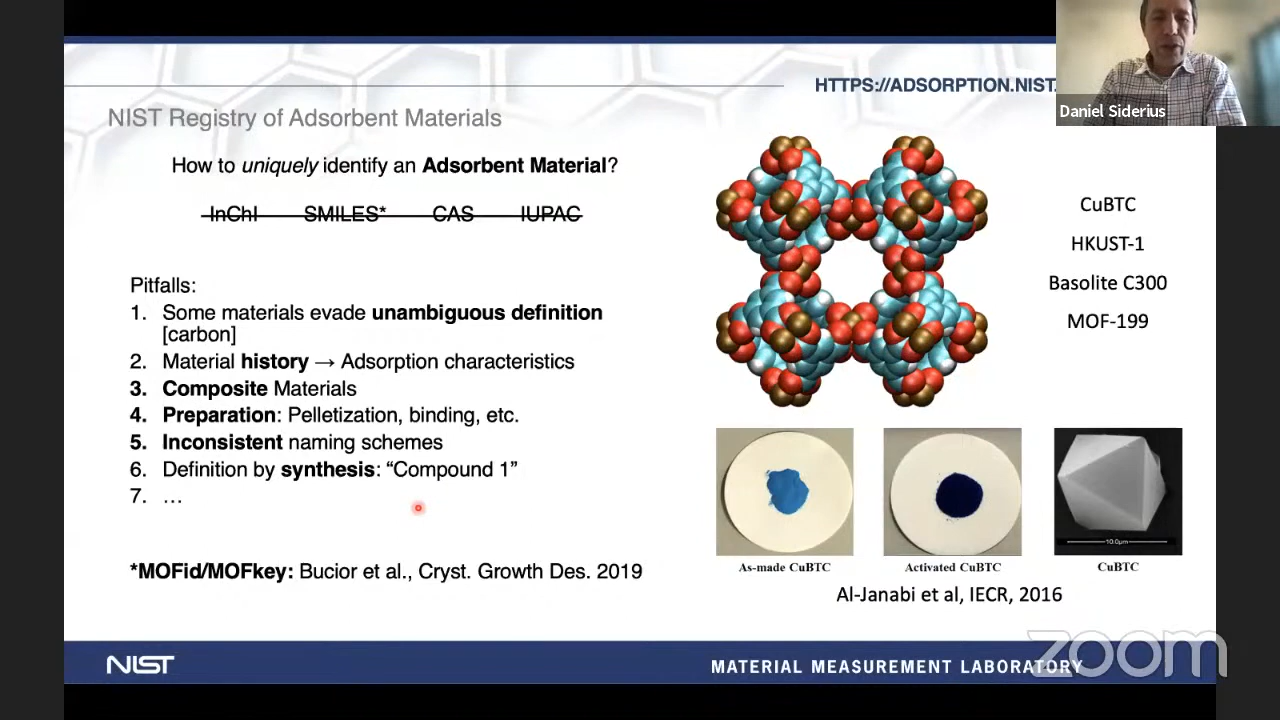 HTTPS://ADSORPTION.NIST.
Daniel Siderius
NIST Registry of Adsorbent Materials
How to uniquely identify an Adsorbent Material?
InChI SMILES* CAS IUPAC
Pitfalls:
1. Some materials evade unambiguous definition
[carbon]
2. Material history → Adsorption characteristics
3. Composite Materials
4. Preparation: Pelletization, binding, etc.
5. Inconsistent naming schemes
6. Definition by synthesis: “Compound 1”
7. …
*MOFid/MOFkey: Bucior et al., Cryst. Growth Des. 2019
CuBTC
HKUST-1
Basolite C300
MOF-199
10.0µm
As-made CuBTC
Activated CuBTC
CuBTC
Al-Janabi et al, IECR, 2016
NIST
MATERIAL MEASUREMENT LABORATORY
zoom